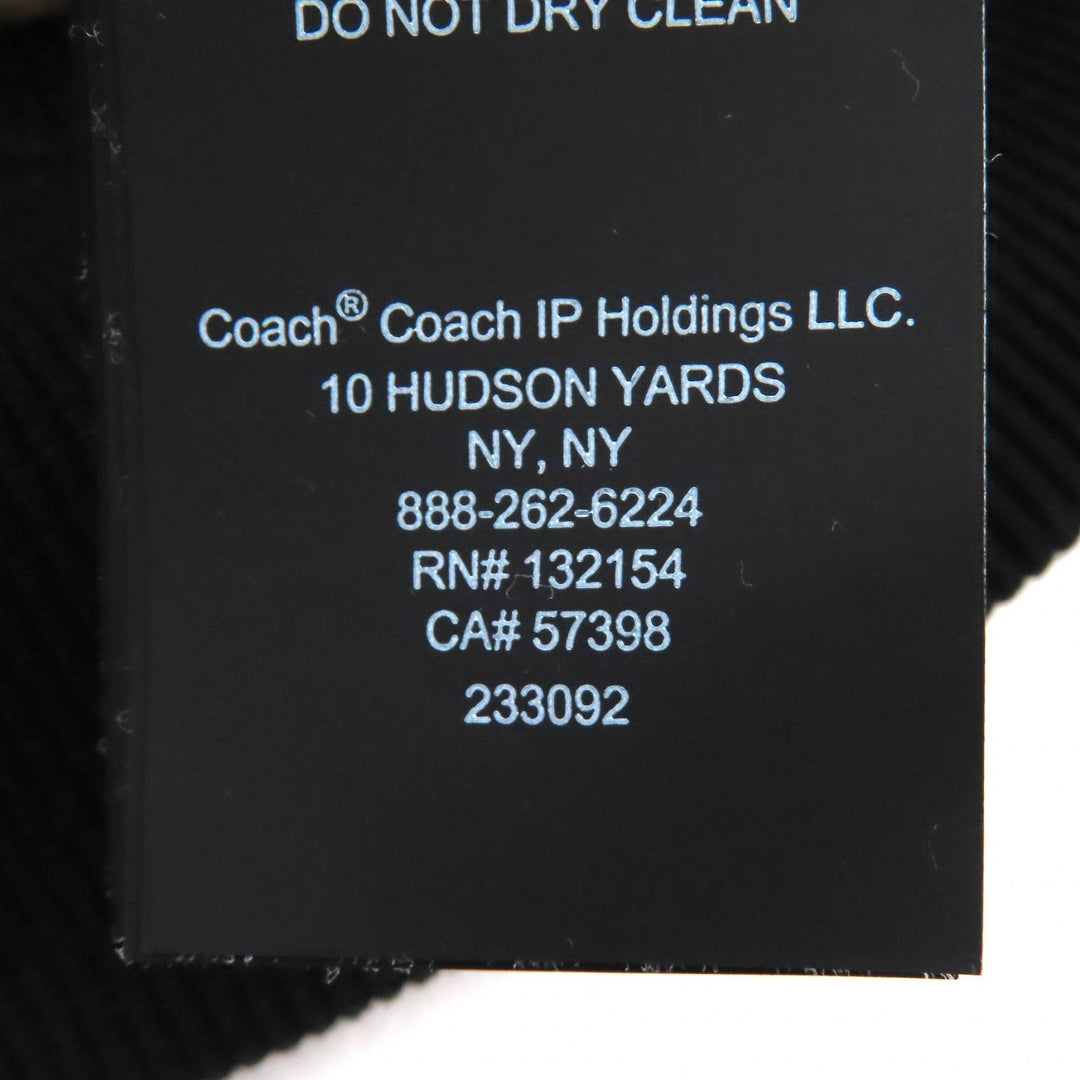 DO NOT DRY CLEAN
Coach® Coach IP Holdings LLC.
10 HUDSON YARDS
NY, NY
888-262-6224
RN# 132154
CA# 57398
233092